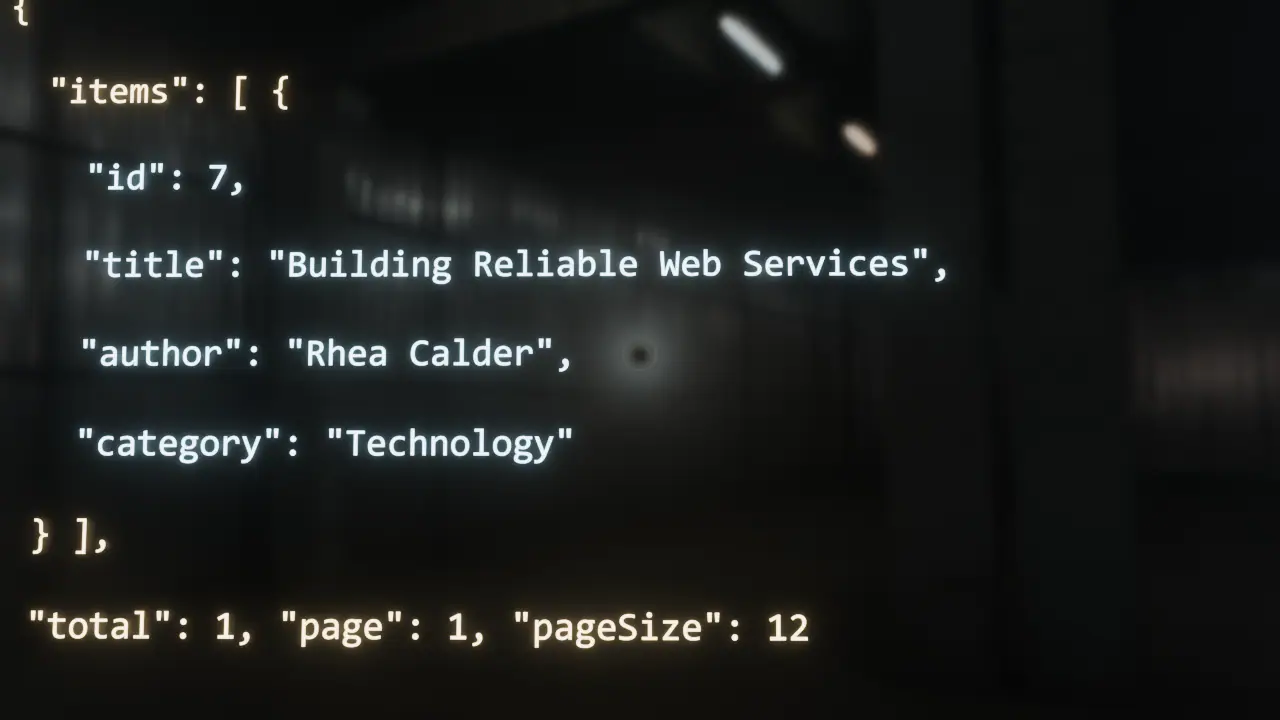 {
"items": [ {
"id": 7,
"title": "Building Reliable Web Services",
"author": "Rhea Calder",
"category": "Technology"
} ],
"total": 1, "page": 1, "pageSize": 12